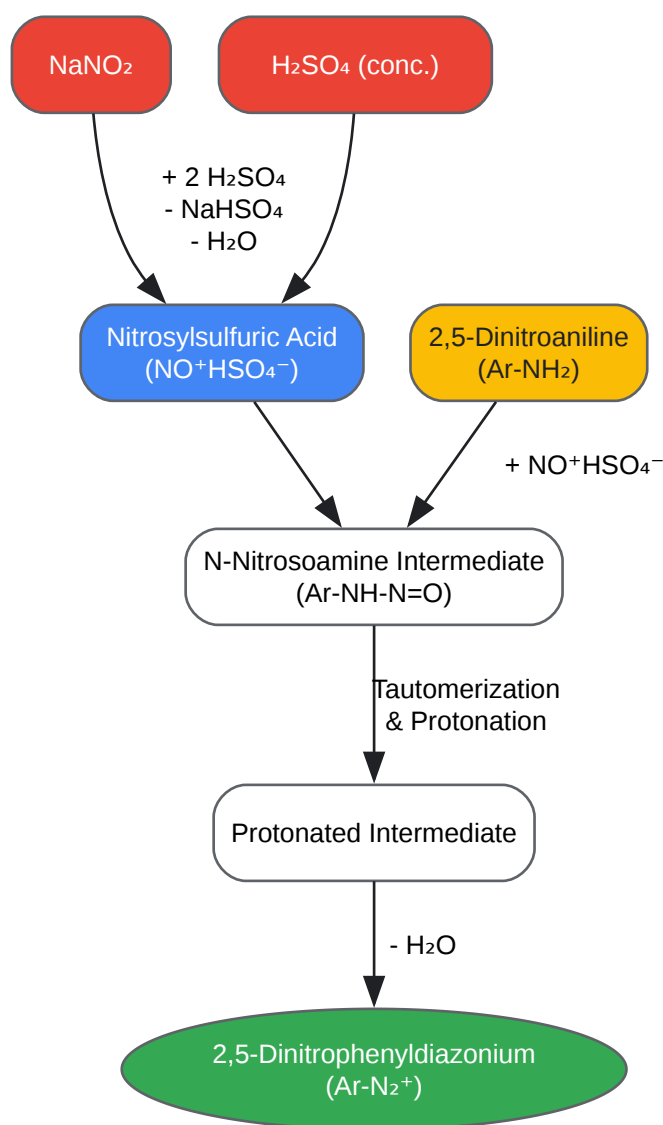 NaNO₂
H₂SO₄ (conc.)
+ 2 H₂SO₄
- NaHSO₄
- H₂O
Nitrosylsulfuric Acid
(NO⁺HSO₄⁻)
2,5-Dinitroaniline
(Ar-NH₂)
+ NO⁺HSO₄⁻
N-Nitrosoamine Intermediate
(Ar-NH-N=O)
Tautomerization
& Protonation
Protonated Intermediate
- H₂O
2,5-Dinitrophenyldiazonium
(Ar-N₂⁺)